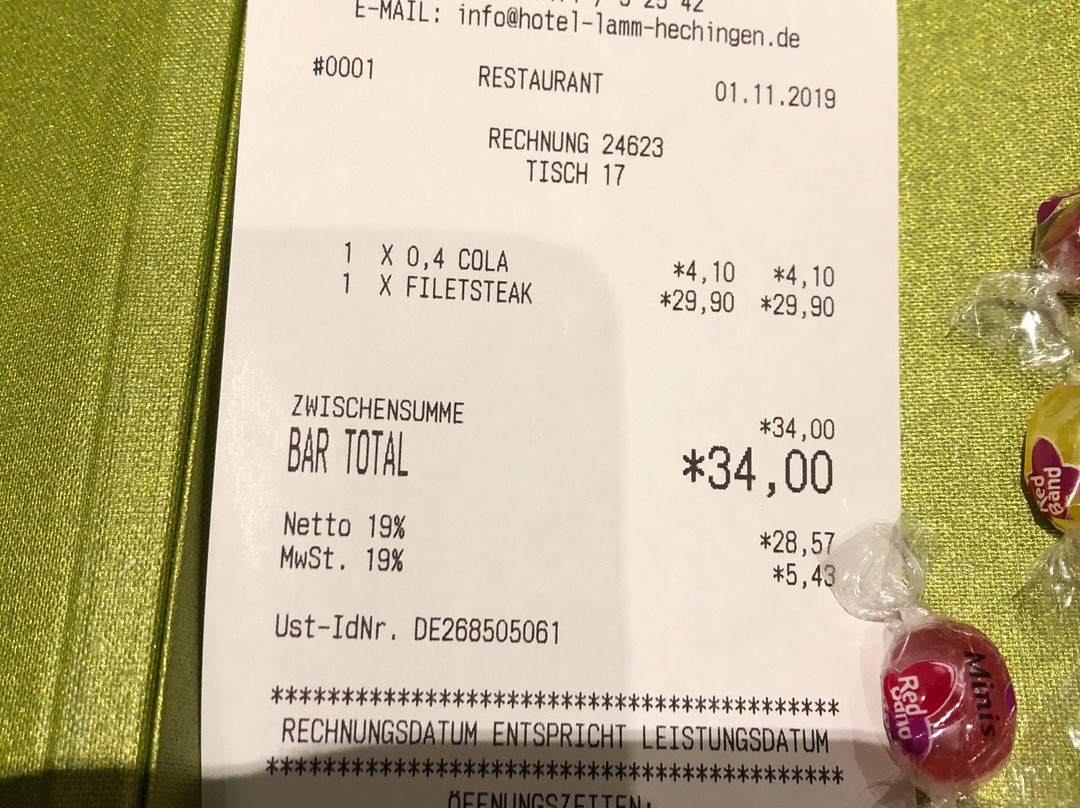 E-MAIL: info@hotel-lamm-hechingen.de
#0001 RESTAURANT 01.11.2019
RECHNUNG 24623
TISCH 17
1 X 0,4 COLA *4,10 *4,10
1 X FILETSTEAK *29,90 *29,90
ZWISCHENSUMME *34,00
BAR TOTAL *34,00
Netto 19% *28,57
MwSt. 19% *5,43
Ust-IdNr. DE268505061
****************************************
RECHNUNGSDATUM ENTSPRICHT LEISTUNGSDATUM
****************************************
ÖFFNUNGSZEITEN:
Red Band
Minis
Red Band